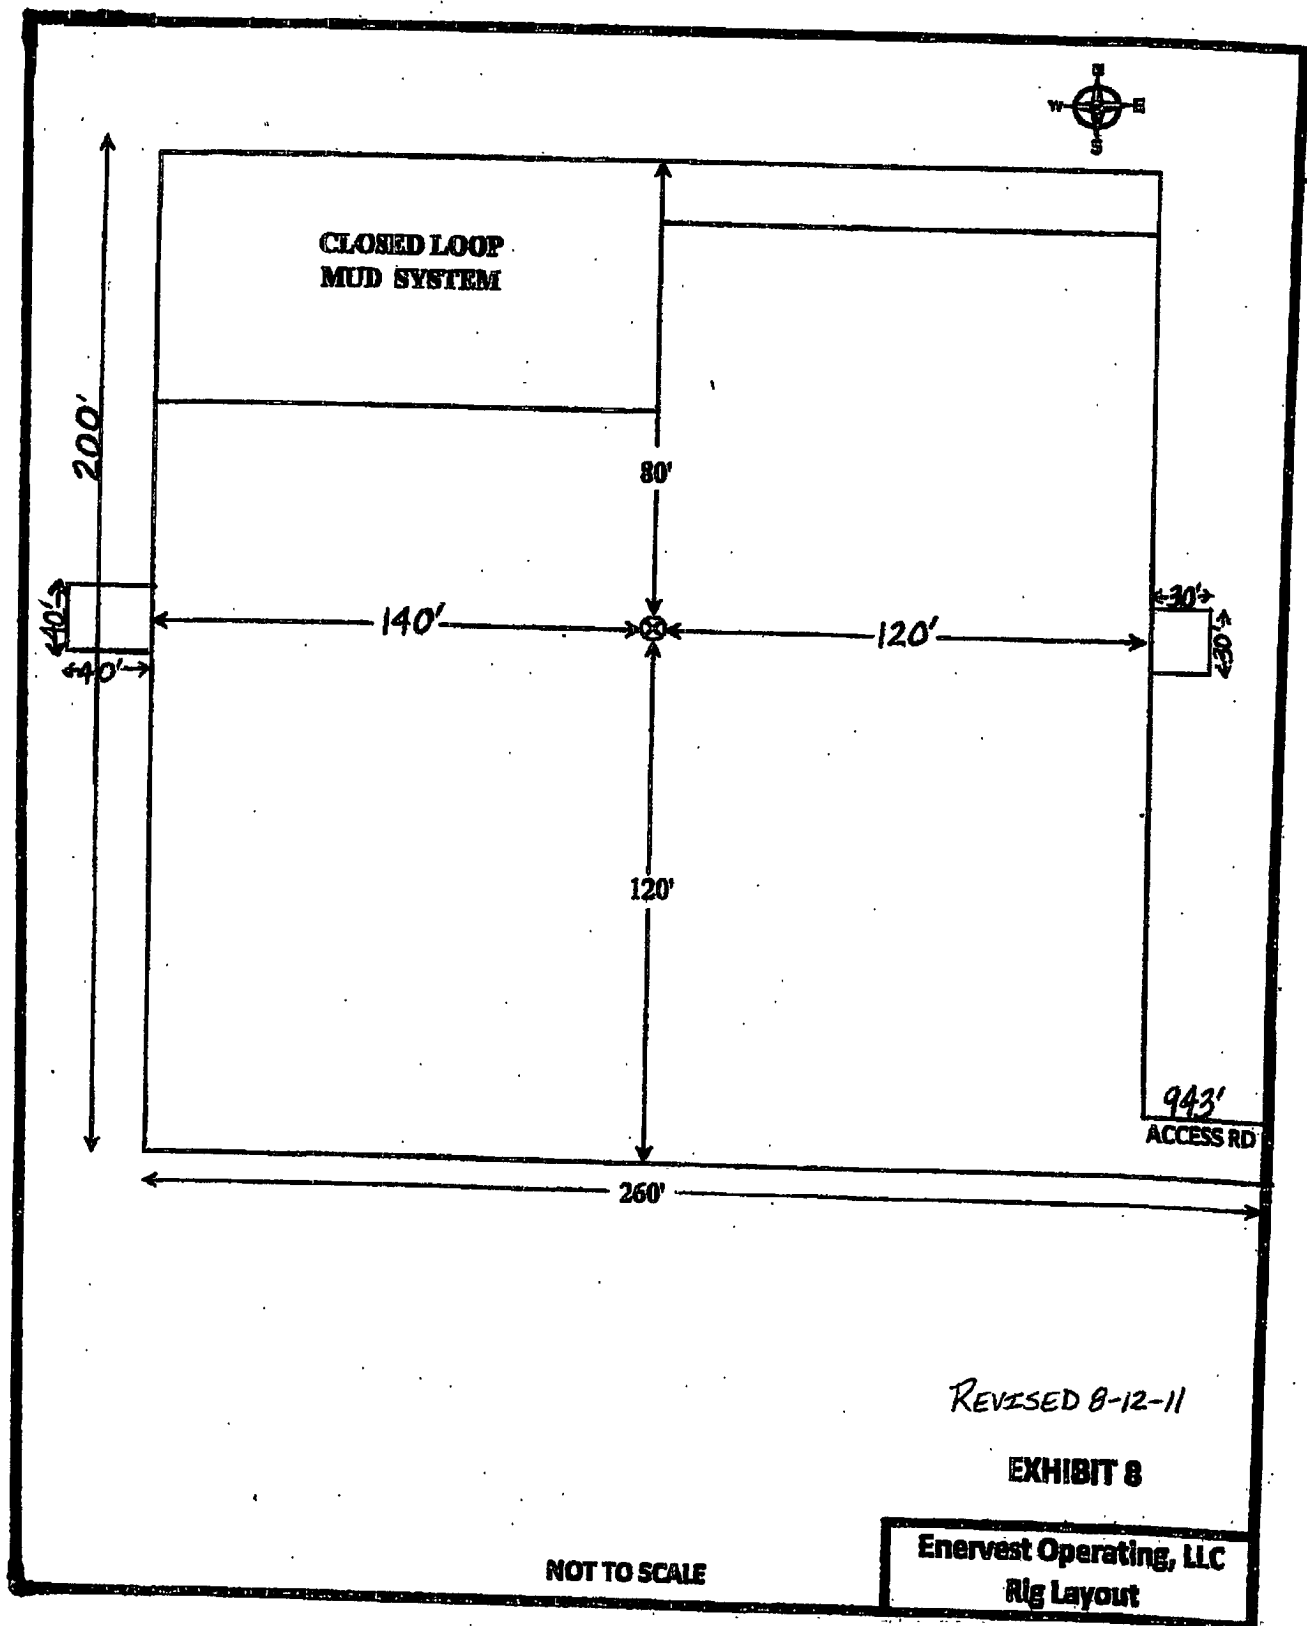 N
W E
S
CLOSED LOOP
MUD SYSTEM
200'
80'
40'
140'
120'
30'
30'
40'
120'
943'
ACCESS RD
260'
REVISED 8-12-11
EXHIBIT 8
Enervest Operating, LLC
Rig Layout
NOT TO SCALE